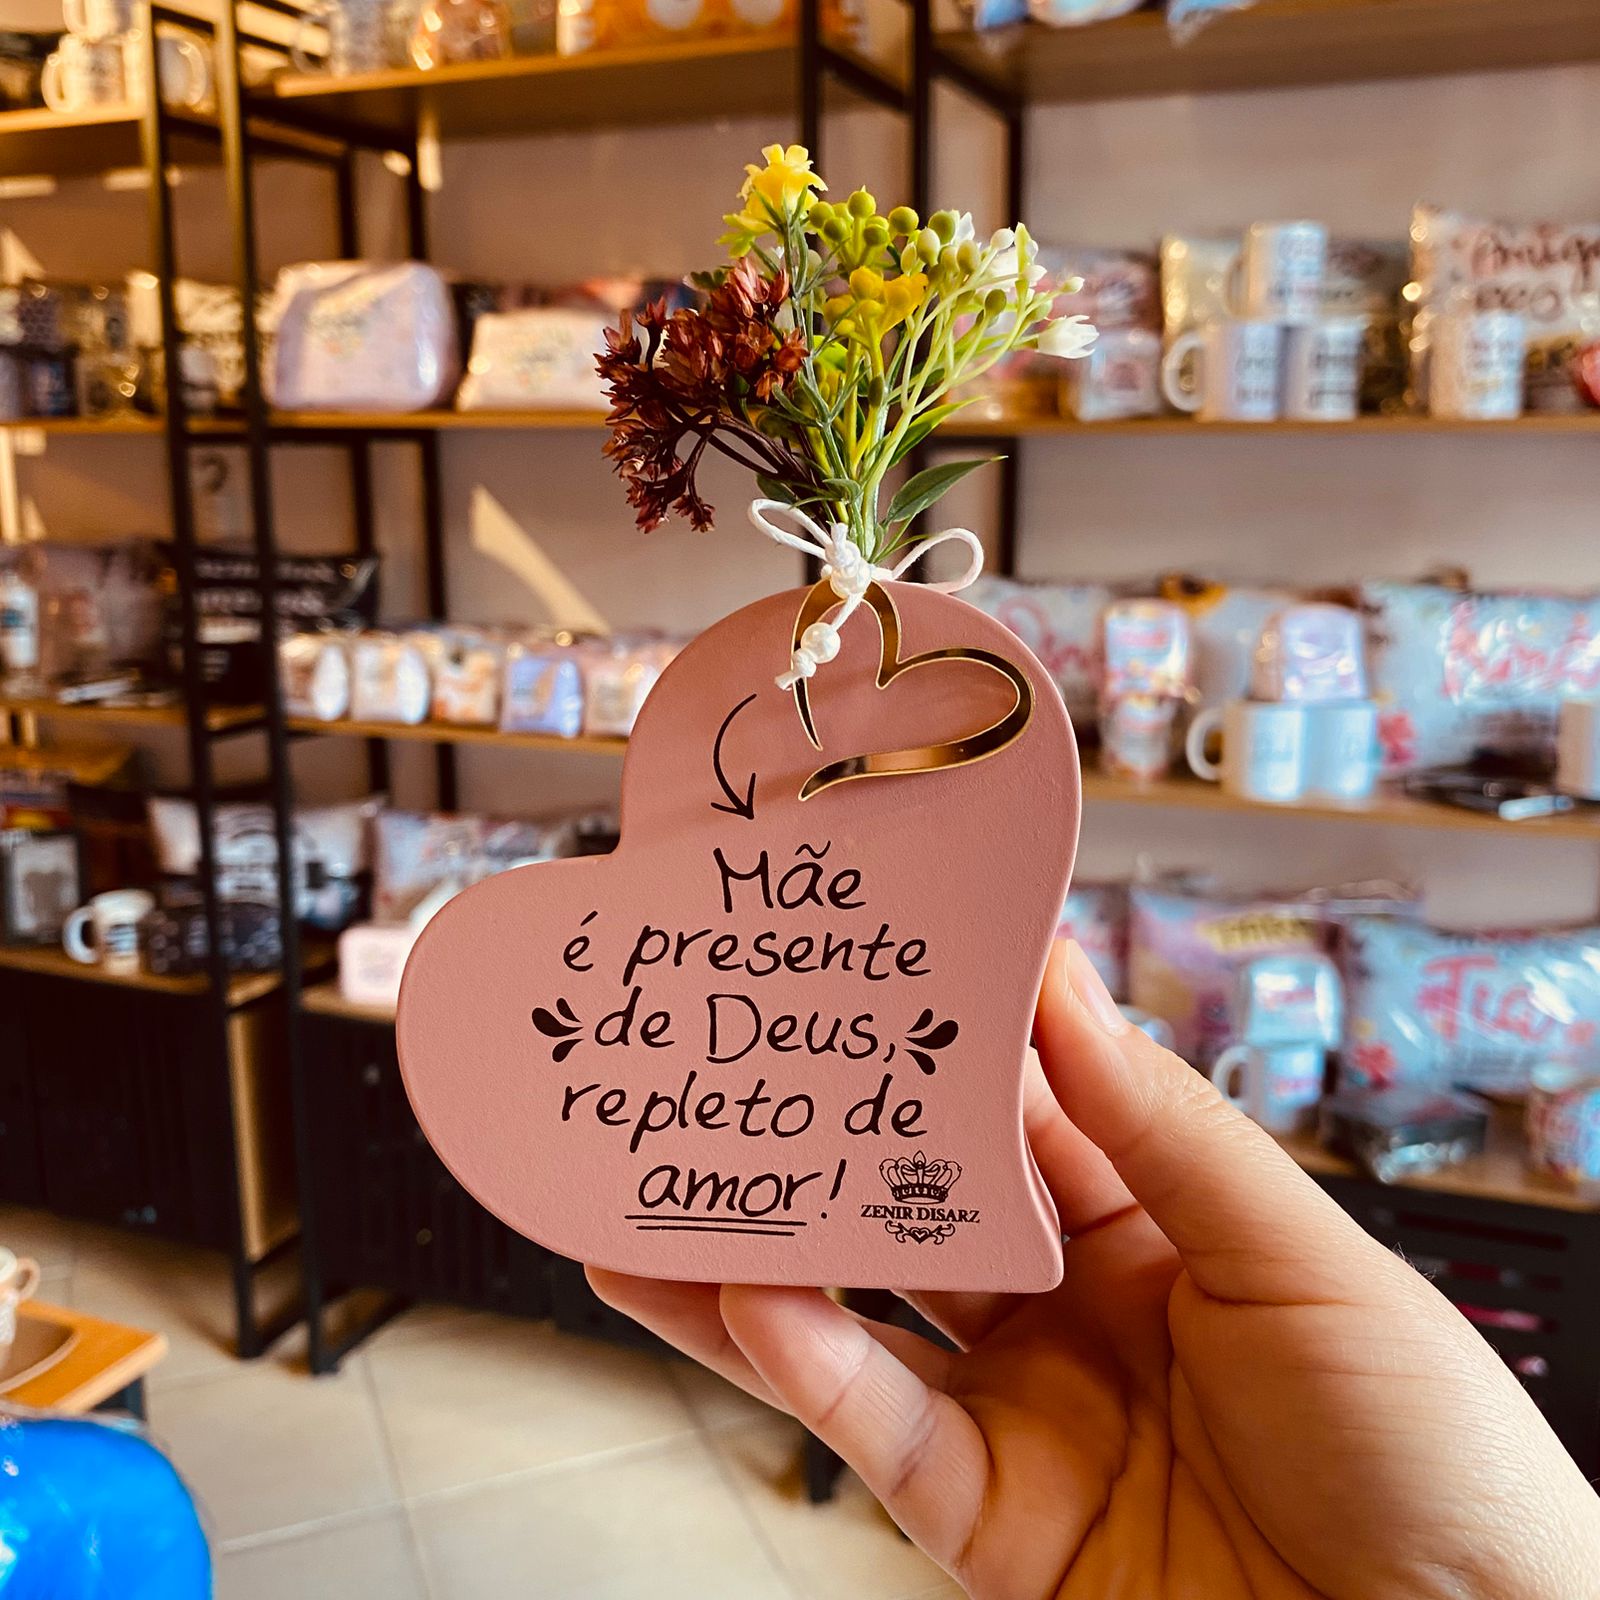 Mãe
é presente
de Deus,
repleto de
amor!
ZENIR DISARZ